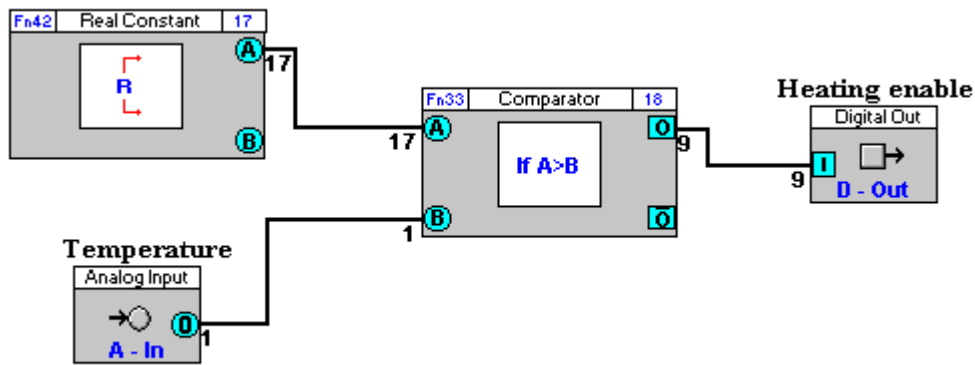 Fn42 Real Constant 17
A
R
17
B
Heating enable
Fn33 Comparator 18
Digital Out
17 A
O 9
If A>B
9 I
D - Out
1 B
O̅
Temperature
Analog Input
O 1
A - In